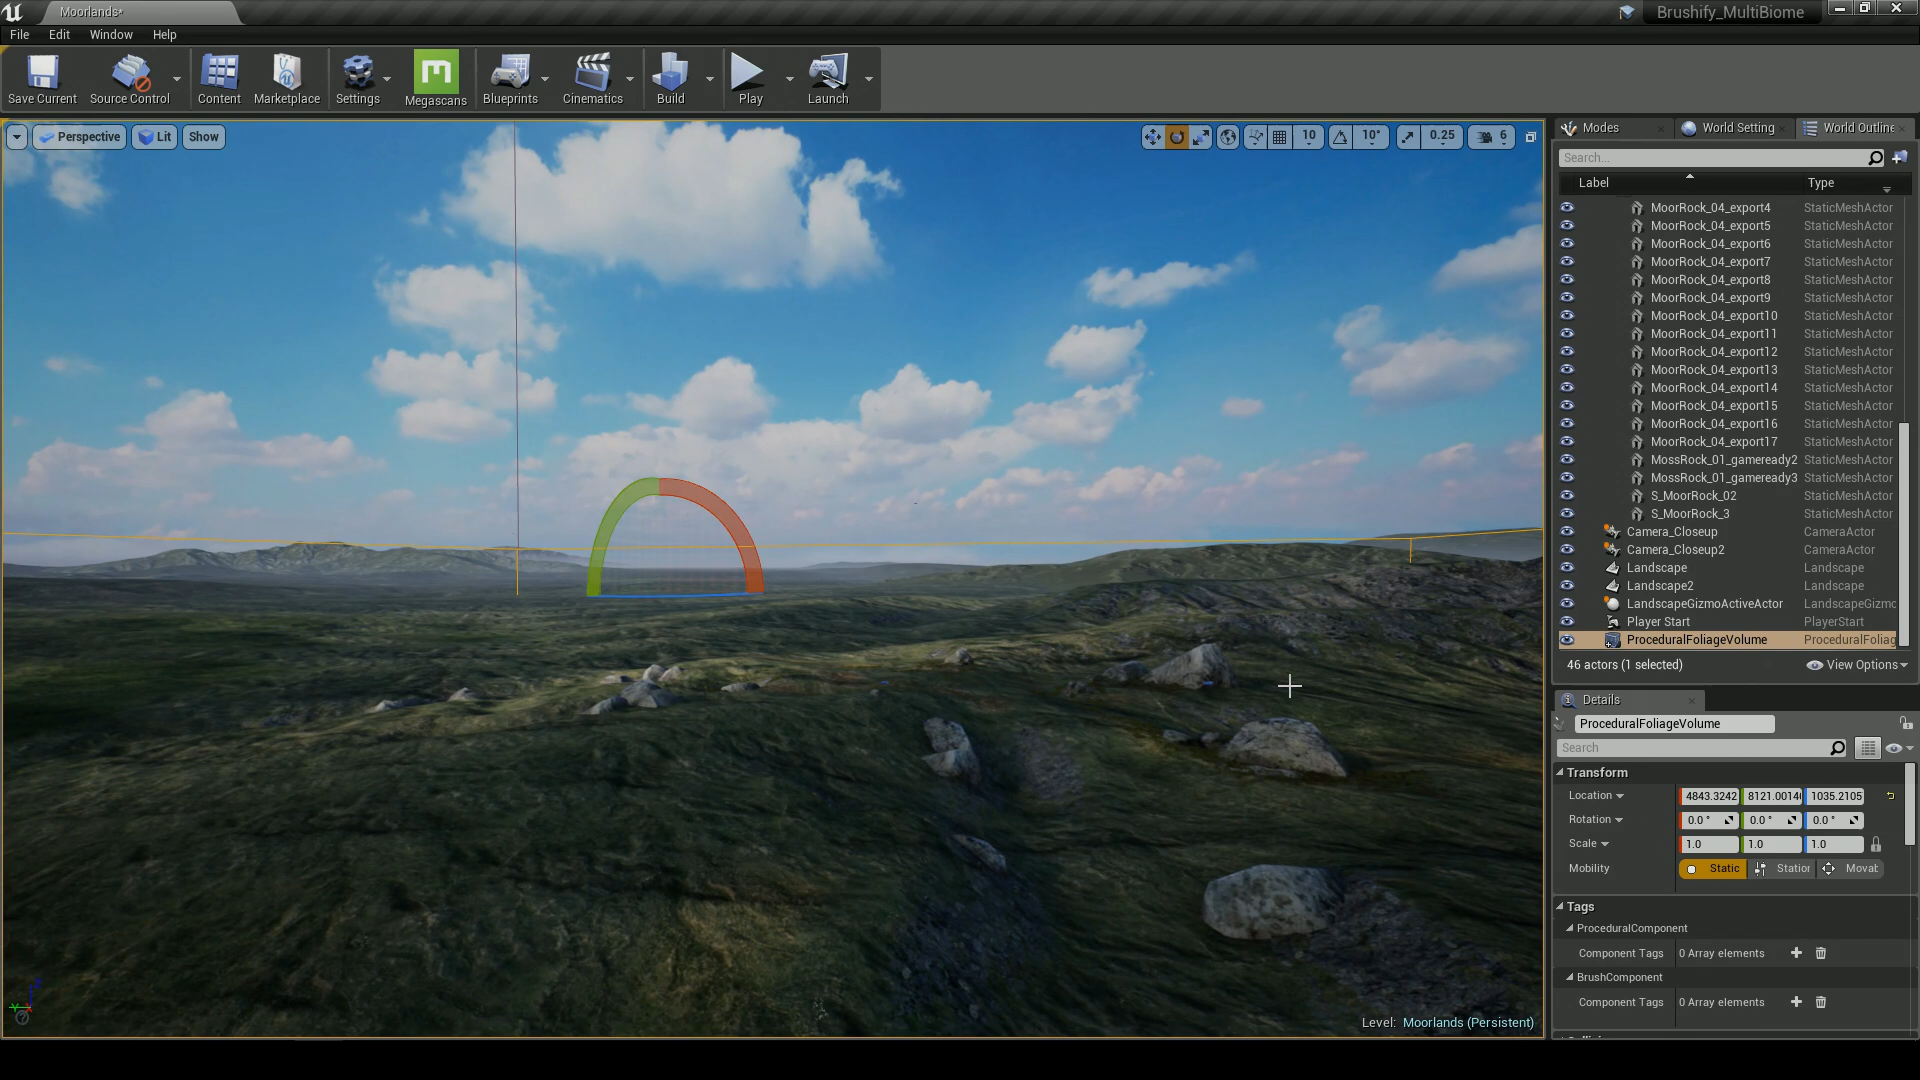 Moorlands*
Brushify_MultiBiome
File Edit Window Help
Save Current Source Control Content Marketplace Settings Megascans Blueprints Cinematics Build Play Launch
Perspective Lit Show
10 10° 0.25 6
Modes World Setting World Outline
Search...
Label Type
MoorRock_04_export4 StaticMeshActor
MoorRock_04_export5 StaticMeshActor
MoorRock_04_export6 StaticMeshActor
MoorRock_04_export7 StaticMeshActor
MoorRock_04_export8 StaticMeshActor
MoorRock_04_export9 StaticMeshActor
MoorRock_04_export10 StaticMeshActor
MoorRock_04_export11 StaticMeshActor
MoorRock_04_export12 StaticMeshActor
MoorRock_04_export13 StaticMeshActor
MoorRock_04_export14 StaticMeshActor
MoorRock_04_export15 StaticMeshActor
MoorRock_04_export16 StaticMeshActor
MoorRock_04_export17 StaticMeshActor
MossRock_01_gameready2 StaticMeshActor
MossRock_01_gameready3 StaticMeshActor
S_MoorRock_02 StaticMeshActor
S_MoorRock_3 StaticMeshActor
Camera_Closeup CameraActor
Camera_Closeup2 CameraActor
Landscape Landscape
Landscape2 Landscape
LandscapeGizmoActiveActor LandscapeGizmo
Player Start PlayerStart
ProceduralFoliageVolume ProceduralFoliag
46 actors (1 selected) View Options
Details
ProceduralFoliageVolume
Search
Transform
Location 4843.3242 8121.0014 1035.2105
Rotation 0.0 ° 0.0 ° 0.0 °
Scale 1.0 1.0 1.0
Mobility Static Station Movab
Tags
ProceduralComponent
Component Tags 0 Array elements
BrushComponent
Component Tags 0 Array elements
Level: Moorlands (Persistent)